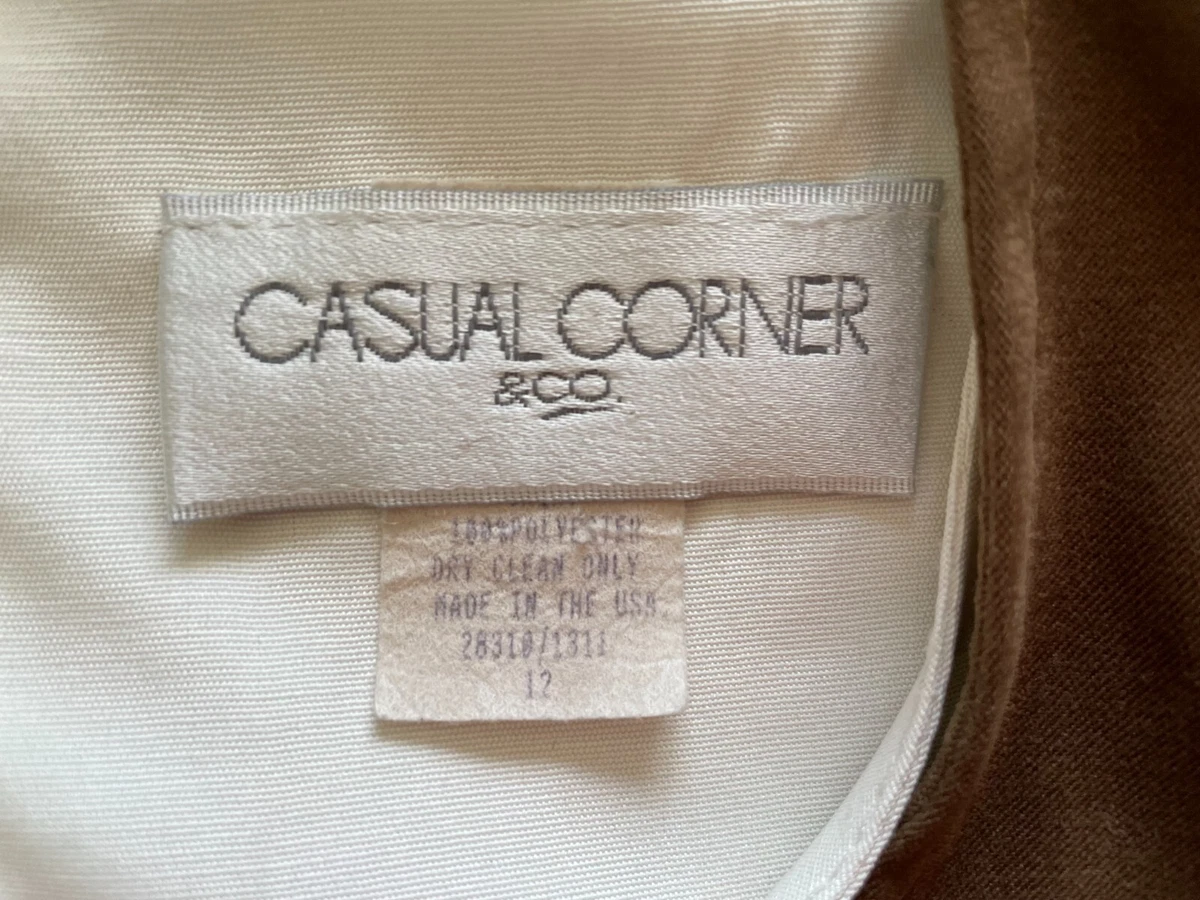 CASUAL CORNER
&CO.
100%POLYESTER
DRY CLEAN ONLY
MADE IN THE USA
28310/1311
12